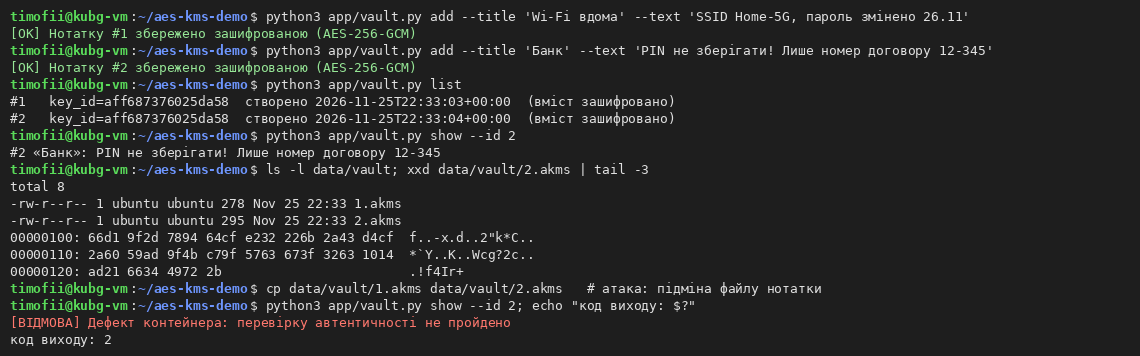 timofii@kubg-vm:~/aes-kms-demo$ python3 app/vault.py add --title 'Wi-Fi вдома' --text 'SSID Home-5G, пароль змінено 26.11'
[OK] Нотатку #1 збережено зашифрованою (AES-256-GCM)
timofii@kubg-vm:~/aes-kms-demo$ python3 app/vault.py add --title 'Банк' --text 'PIN не зберігати! Лише номер договору 12-345'
[OK] Нотатку #2 збережено зашифрованою (AES-256-GCM)
timofii@kubg-vm:~/aes-kms-demo$ python3 app/vault.py list
#1   key_id=aff687376025da58  створено 2026-11-25T22:33:03+00:00  (вміст зашифровано)
#2   key_id=aff687376025da58  створено 2026-11-25T22:33:04+00:00  (вміст зашифровано)
timofii@kubg-vm:~/aes-kms-demo$ python3 app/vault.py show --id 2
#2 «Банк»: PIN не зберігати! Лише номер договору 12-345
timofii@kubg-vm:~/aes-kms-demo$ ls -l data/vault; xxd data/vault/2.akms | tail -3
total 8
-rw-r--r-- 1 ubuntu ubuntu 278 Nov 25 22:33 1.akms
-rw-r--r-- 1 ubuntu ubuntu 295 Nov 25 22:33 2.akms
00000100: 66d1 9f2d 7894 64cf e232 226b 2a43 d4cf  f..-x.d..2"k*C..
00000110: 2a60 59ad 9f4b c79f 5763 673f 3263 1014  *`Y..K..Wcg?2c..
00000120: ad21 6634 4972 2b                        .!f4Ir+
timofii@kubg-vm:~/aes-kms-demo$ cp data/vault/1.akms data/vault/2.akms   # атака: підміна файлу нотатки
timofii@kubg-vm:~/aes-kms-demo$ python3 app/vault.py show --id 2; echo "код виходу: $?"
[ВІДМОВА] Дефект контейнера: перевірку автентичності не пройдено
код виходу: 2